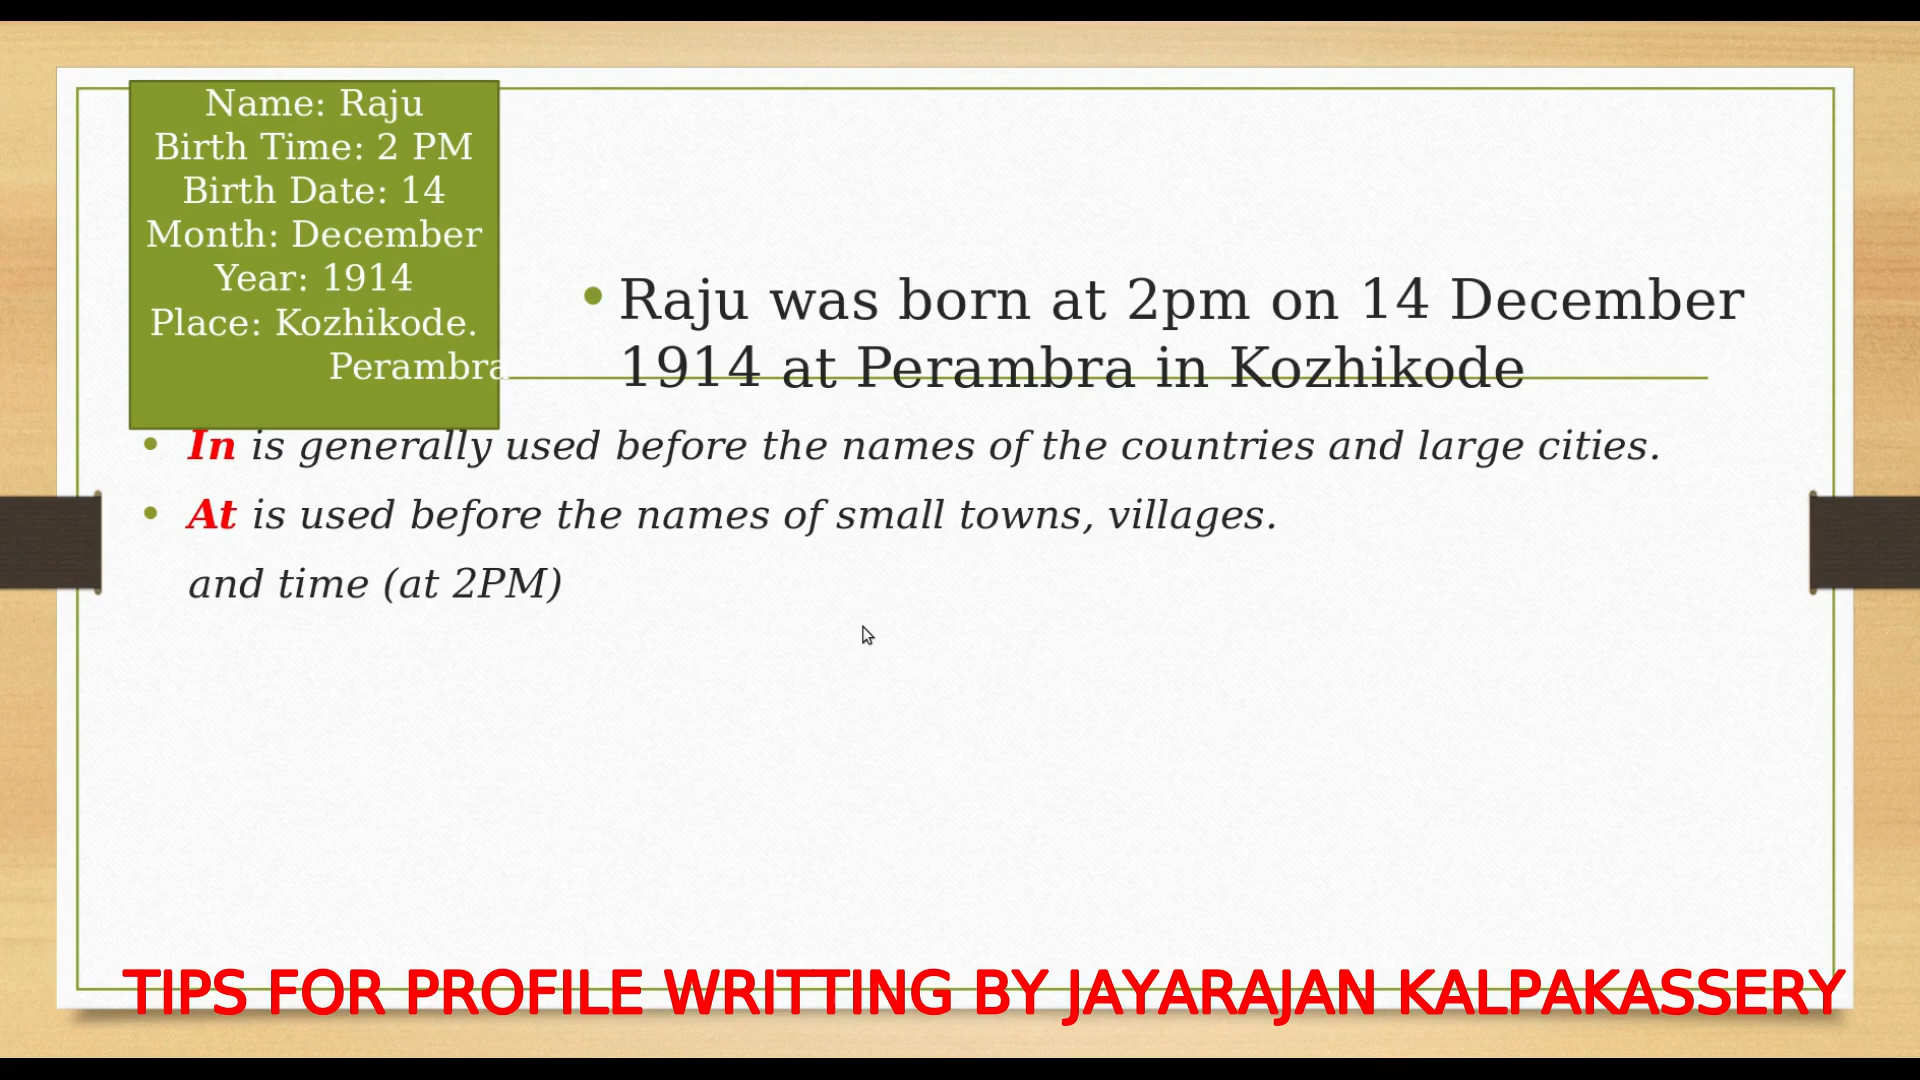 Name: Raju
Birth Time: 2 PM
Birth Date: 14
Month: December
Year: 1914
Place: Kozhikode.
Perambra
• Raju was born at 2pm on 14 December
1914 at Perambra in Kozhikode
• In is generally used before the names of the countries and large cities.
• At is used before the names of small towns, villages.
and time (at 2PM)
TIPS FOR PROFILE WRITTING BY JAYARAJAN KALPAKASSERY